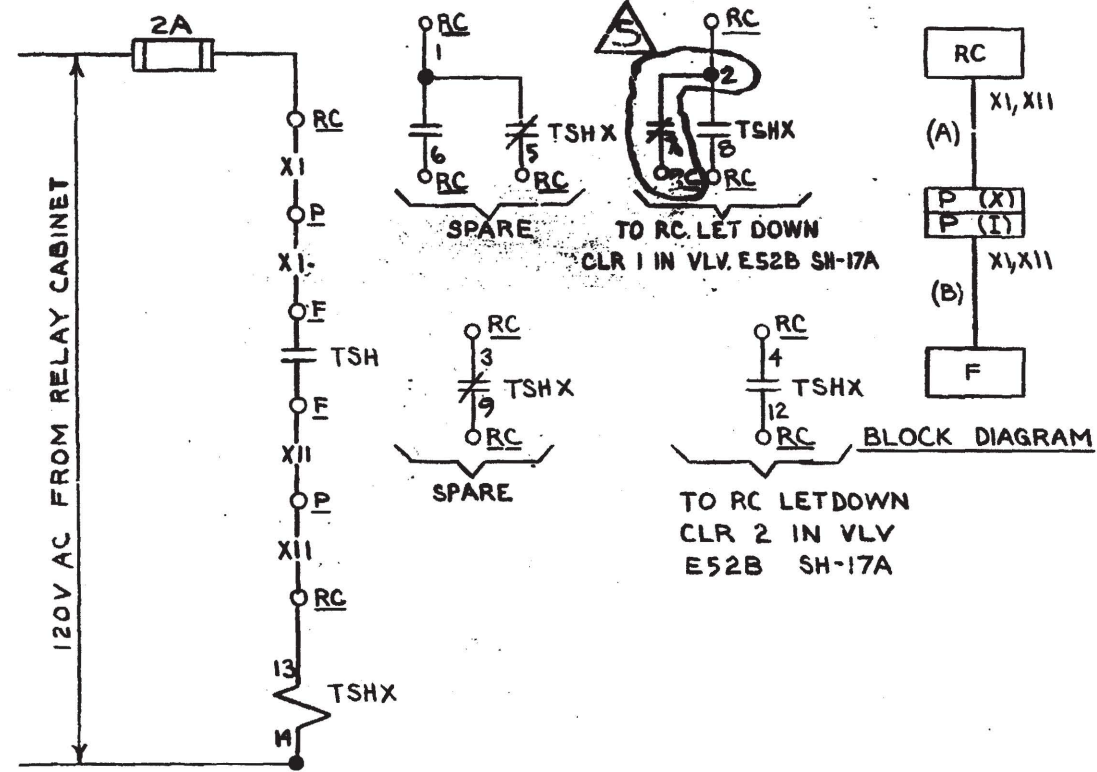 2A
120V AC FROM RELAY CABINET
RC
X1
P
X1
F
TSH
F
X11
P
X11
RC
13
TSHX
14
RC
1
6
5
TSHX
RC
RC
SPARE
5
RC
2
8
TSHX
RC
TO RC LET DOWN
CLR 1 IN VLV. E52B SH-17A
RC
3
TSHX
9
RC
SPARE
RC
4
TSHX
12
RC
TO RC LETDOWN
CLR 2 IN VLV
E52B SH-17A
RC
X1, X11
(A)
P (X)
P (I)
X1, X11
(B)
F
BLOCK DIAGRAM